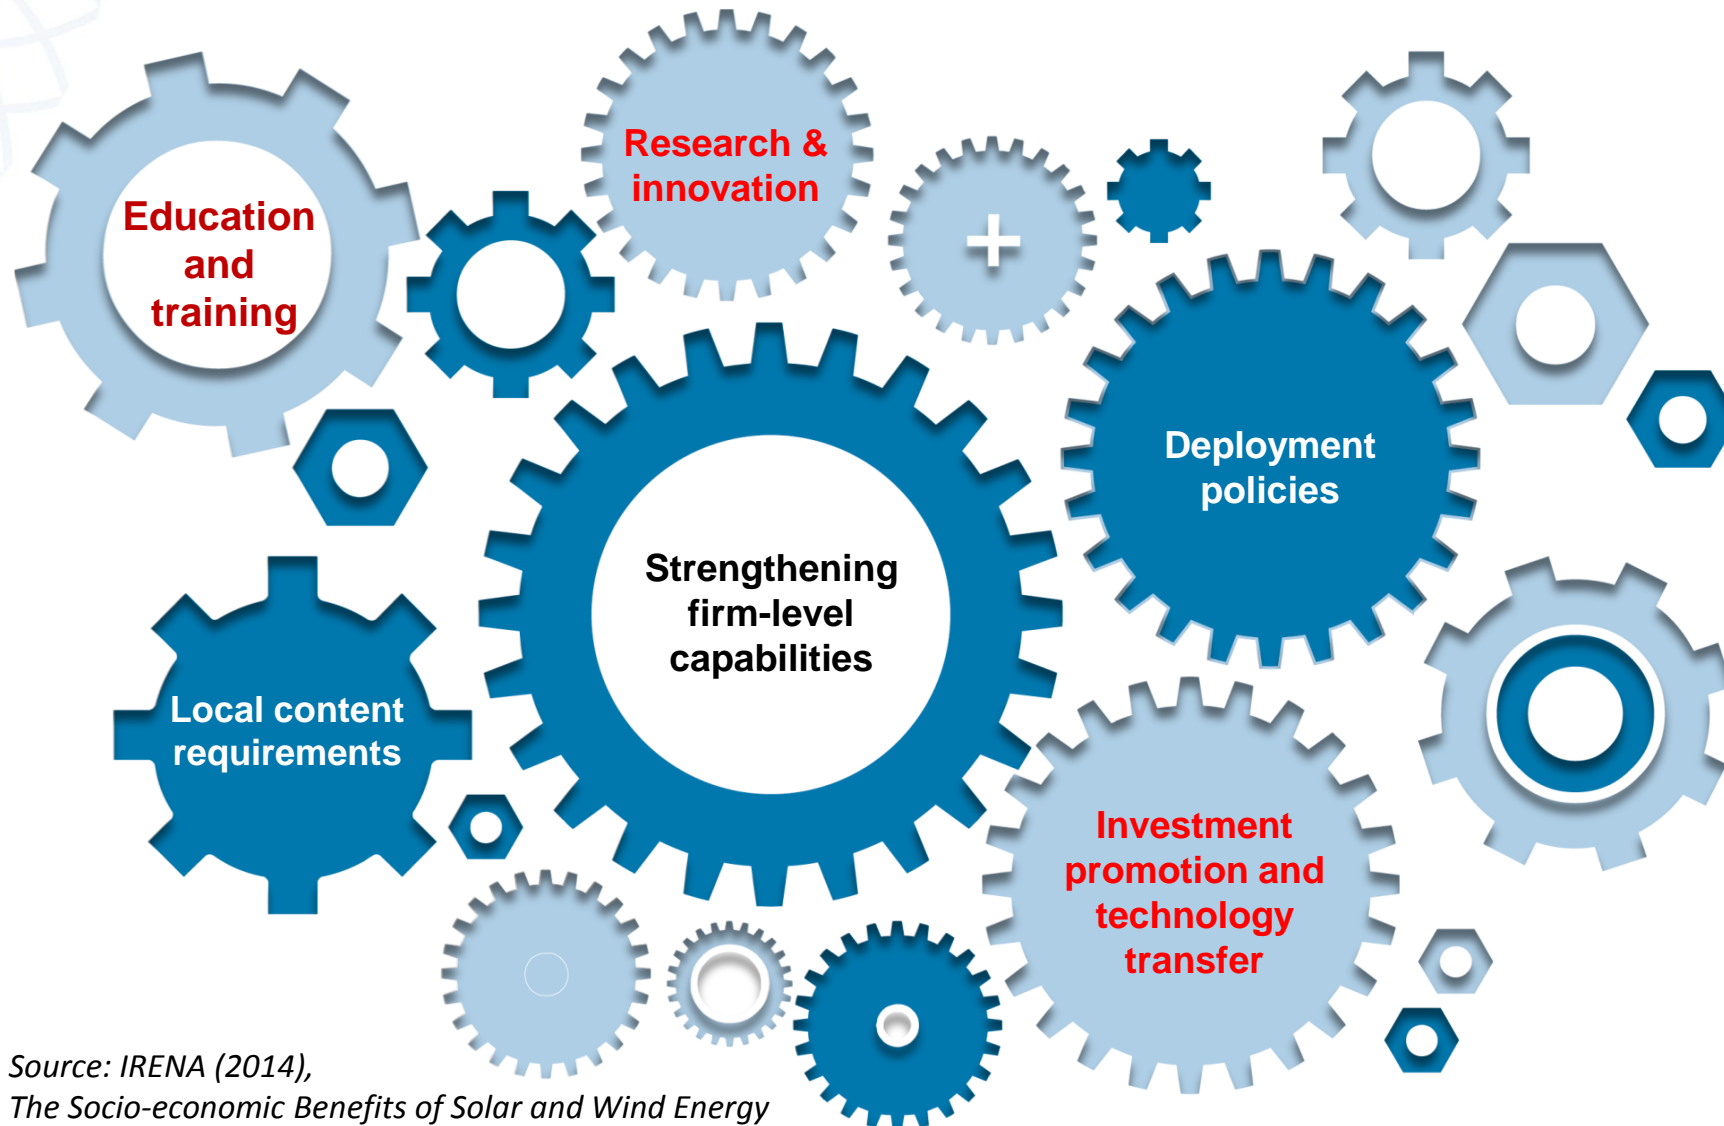 Research &
innovation
Education
and
training
Deployment
policies
Strengthening
firm-level
capabilities
Local content
requirements
Investment
promotion and
technology
transfer
Source: IRENA (2014),
The Socio-economic Benefits of Solar and Wind Energy